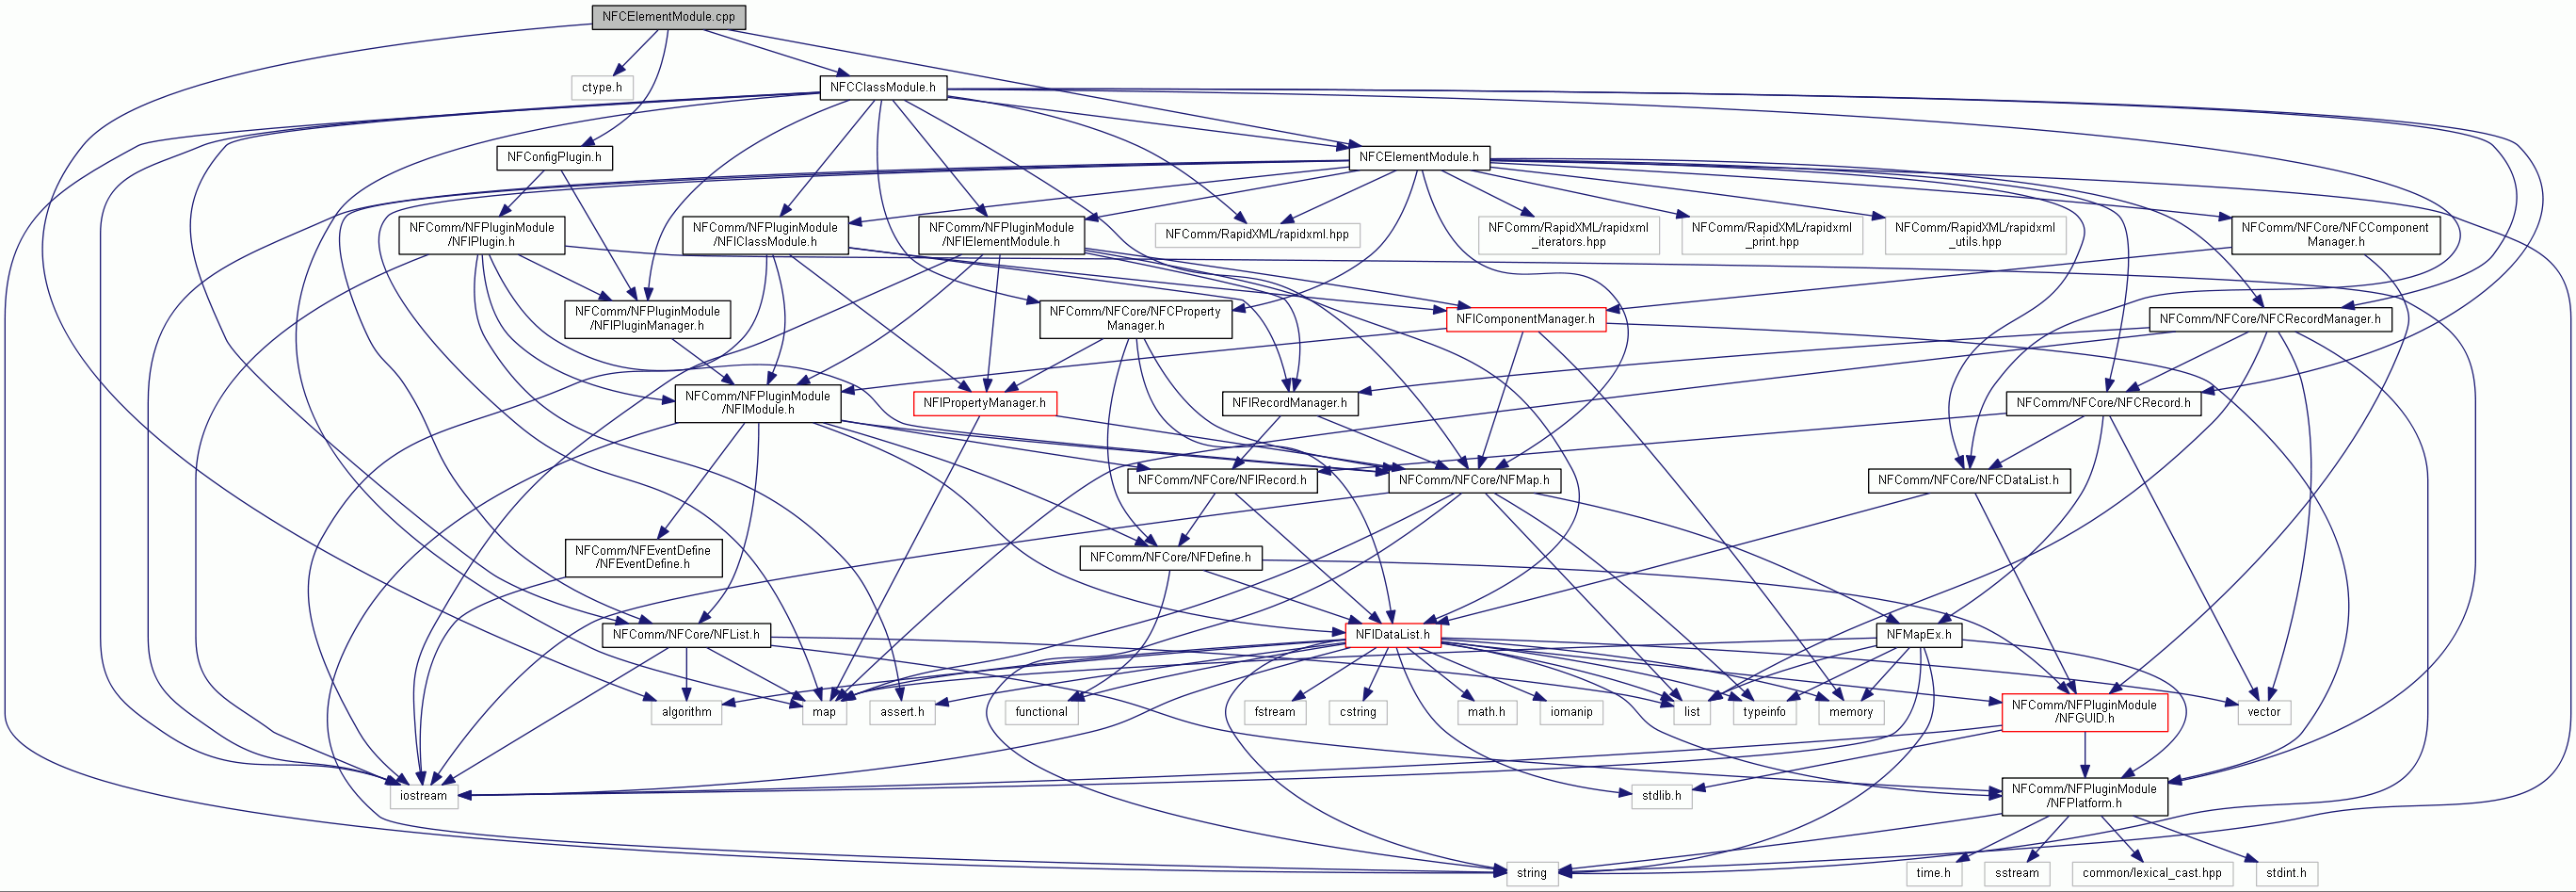 NFCElementModule.cpp
ctype.h
NFCClassModule.h
NFConfigPlugin.h
NFCElementModule.h
NFComm/NFPluginModule
/NFIPlugin.h
NFComm/NFPluginModule
/NFIClassModule.h
NFComm/NFPluginModule
/NFIElementModule.h
NFComm/RapidXML/rapidxml.hpp
NFComm/RapidXML/rapidxml
_iterators.hpp
NFComm/RapidXML/rapidxml
_print.hpp
NFComm/RapidXML/rapidxml
_utils.hpp
NFComm/NFCore/NFCComponent
Manager.h
NFComm/NFPluginModule
/NFIPluginManager.h
NFComm/NFCore/NFCProperty
Manager.h
NFIComponentManager.h
NFComm/NFCore/NFCRecordManager.h
NFComm/NFPluginModule
/NFIModule.h
NFIPropertyManager.h
NFIRecordManager.h
NFComm/NFCore/NFCRecord.h
NFComm/NFCore/NFIRecord.h
NFComm/NFCore/NFMap.h
NFComm/NFCore/NFCDataList.h
NFComm/NFEventDefine
/NFEventDefine.h
NFComm/NFCore/NFDefine.h
NFComm/NFCore/NFList.h
NFIDataList.h
NFMapEx.h
algorithm
map
assert.h
functional
fstream
cstring
math.h
iomanip
list
typeinfo
memory
NFComm/NFPluginModule
/NFGUID.h
vector
iostream
stdlib.h
NFComm/NFPluginModule
/NFPlatform.h
string
time.h
sstream
common/lexical_cast.hpp
stdint.h